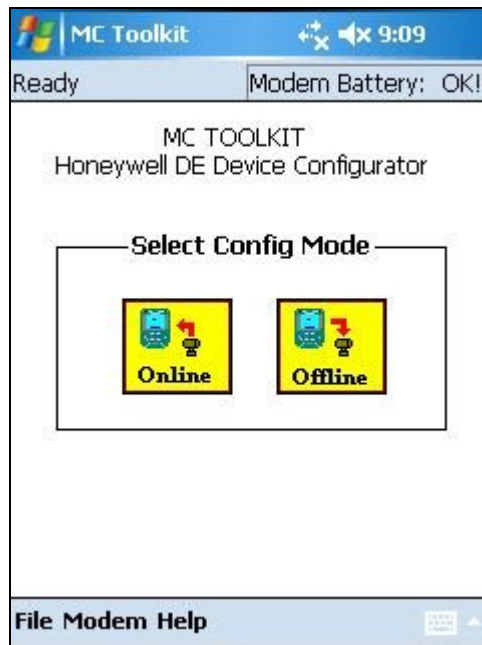 MC Toolkit 9:09
Ready Modem Battery: OK!
MC TOOLKIT
Honeywell DE Device Configurator
Select Config Mode
Online Offline
File Modem Help